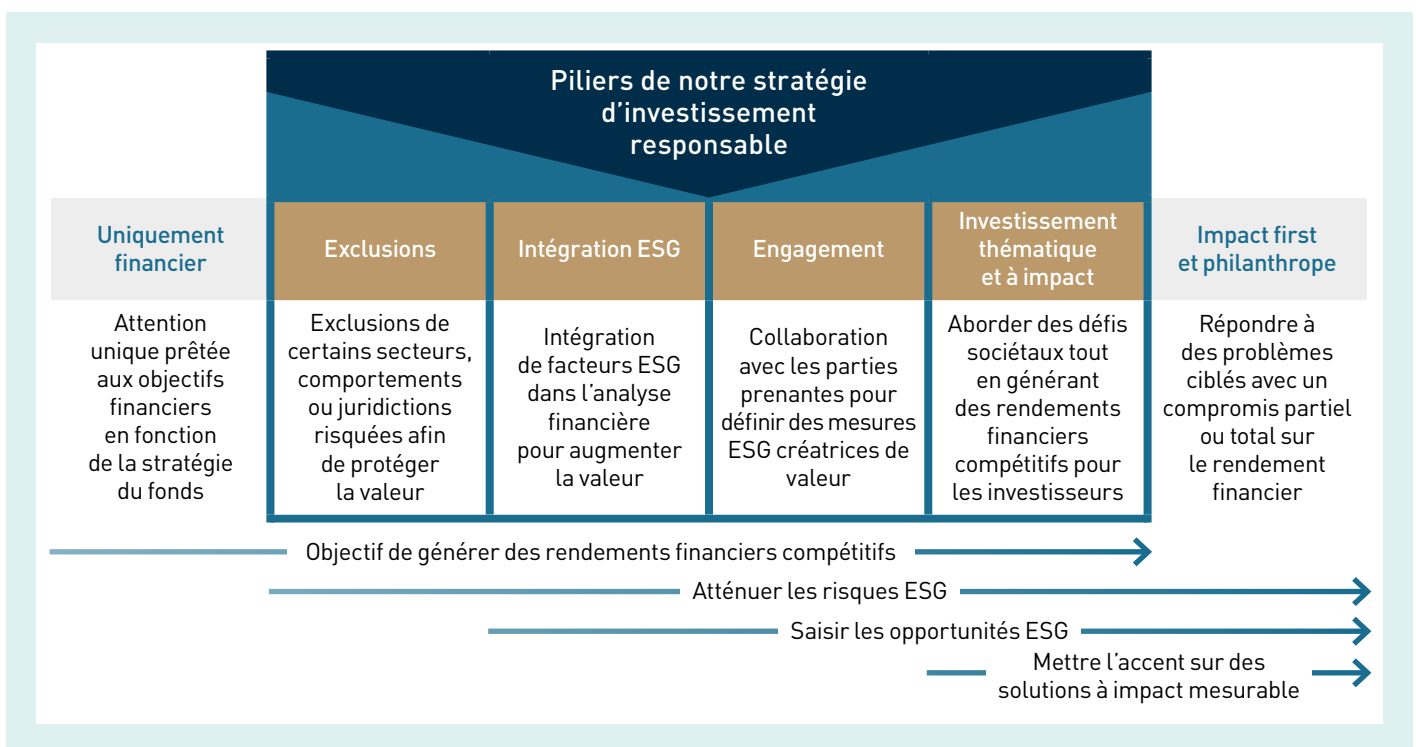 Piliers de notre stratégie
d'investissement
responsable
Uniquement
financier
Attention
unique prêtée
aux objectifs
financiers
en fonction
de la stratégie
du fonds
Exclusions
Exclusions de
certains secteurs,
comportements
ou juridictions
risquées afin
de protéger
la valeur
Intégration ESG
Intégration
de facteurs ESG
dans l'analyse
financière
pour augmenter
la valeur
Engagement
Collaboration
avec les parties
prenantes pour
définir des mesures
ESG créatrices de
valeur
Investissement
thématique
et à impact
Aborder des défis
sociétaux tout
en générant
des rendements
financiers
compétitifs pour
les investisseurs
Impact first
et philanthrope
Répondre à
des problèmes
ciblés avec un
compromis partiel
ou total sur
le rendement
financier
Objectif de générer des rendements financiers compétitifs
Atténuer les risques ESG
Saisir les opportunités ESG
Mettre l'accent sur des
solutions à impact mesurable